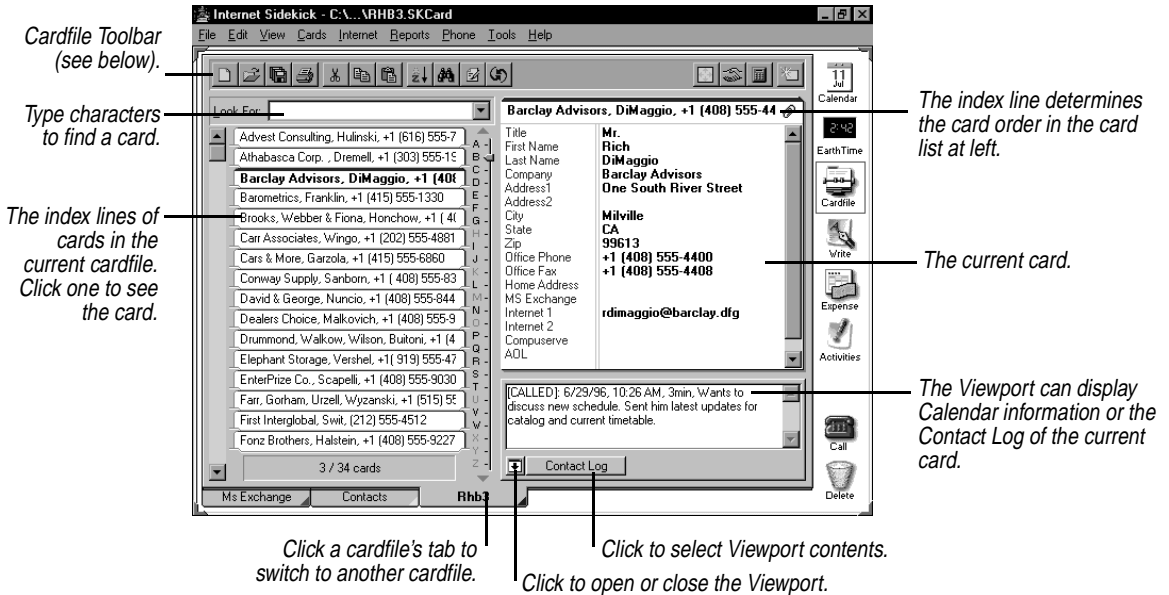 Internet Sidekick - C:\...\RHB3.SKCard
File Edit View Cards Internet Reports Phone Tools Help
Cardfile Toolbar
(see below).
Type characters
to find a card.
The index lines of
cards in the
current cardfile.
Click one to see
the card.
Look For:
Advest Consulting, Hulinski, +1 (616) 555-7
Athabasca Corp. , Dremell, +1 (303) 555-19
Barclay Advisors, DiMaggio, +1 (408
Barometrics, Franklin, +1 (415) 555-1330
Brooks, Webber & Fiona, Honchow, +1 ( 40
Carr Associates, Wingo, +1 (202) 555-4881
Cars & More, Garzola, +1 (415) 555-6860
Conway Supply, Sanborn, +1 ( 408) 555-83
David & George, Nuncio, +1 (408) 555-844
Dealers Choice, Malkovich, +1 (408) 555-9
Drummond, Walkow, Wilson, Buitoni, +1 (4
Elephant Storage, Vershel, +1( 919) 555-47
EnterPrize Co., Scapelli, +1 (408) 555-9030
Farr, Gorham, Urzell, Wyzanski, +1 (515) 55
First Interglobal, Swit, (212) 555-4512
Fonz Brothers, Halstein, +1 (408) 555-9227
3 / 34 cards
A
B
C
D
E
F
G
H
I
J
K
L
M
N
O
P
Q
R
S
T
U
V
W
X
Y
Z
Ms Exchange
Contacts
Rhb3
Barclay Advisors, DiMaggio, +1 (408) 555-44
Title Mr.
First Name Rich
Last Name DiMaggio
Company Barclay Advisors
Address1 One South River Street
Address2
City Milville
State CA
Zip 99613
Office Phone +1 (408) 555-4400
Office Fax +1 (408) 555-4408
Home Address
MS Exchange
Internet 1 rdimaggio@barclay.dfg
Internet 2
Compuserve
AOL
[CALLED]: 6/29/96, 10:26 AM, 3min, Wants to
discuss new schedule. Sent him latest updates for
catalog and current timetable.
Contact Log
11
Jul
Calendar
2:42
EarthTime
Cardfile
Write
Expense
Activities
Call
Delete
The index line determines
the card order in the card
list at left.
The current card.
The Viewport can display
Calendar information or the
Contact Log of the current
card.
Click a cardfile's tab to
switch to another cardfile.
Click to select Viewport contents.
Click to open or close the Viewport.